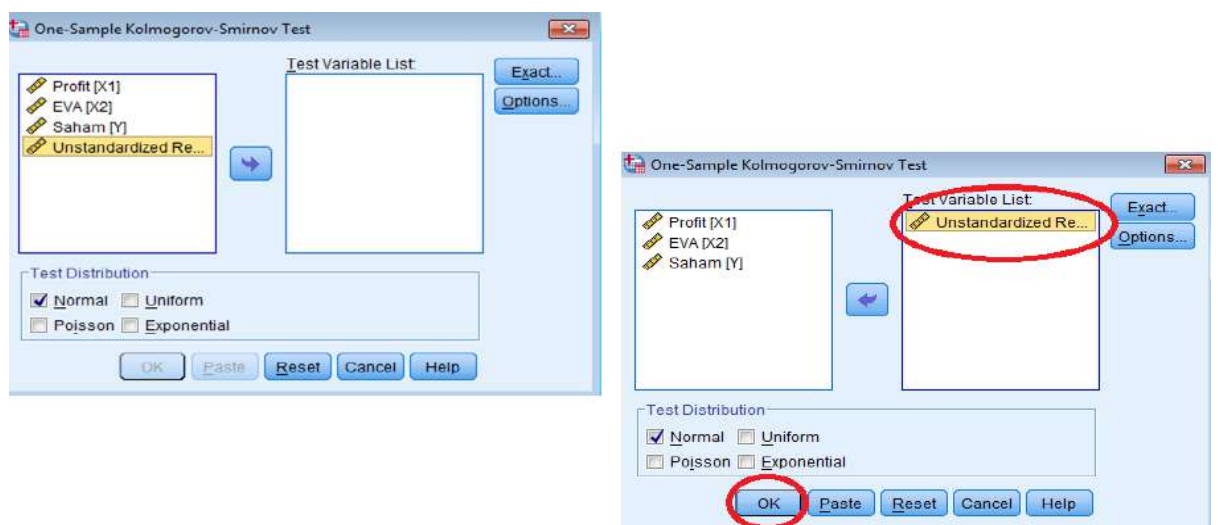 One-Sample Kolmogorov-Smirnov Test
Test Variable List:
Profit [X1]
EVA [X2]
Saham [Y]
Unstandardized Re...
Exact...
Options...
Test Distribution
Normal Uniform
Poisson Exponential
OK Paste Reset Cancel Help
One-Sample Kolmogorov-Smirnov Test
Test Variable List:
Profit [X1]
EVA [X2]
Saham [Y]
Unstandardized Re...
Exact...
Options...
Test Distribution
Normal Uniform
Poisson Exponential
OK Paste Reset Cancel Help